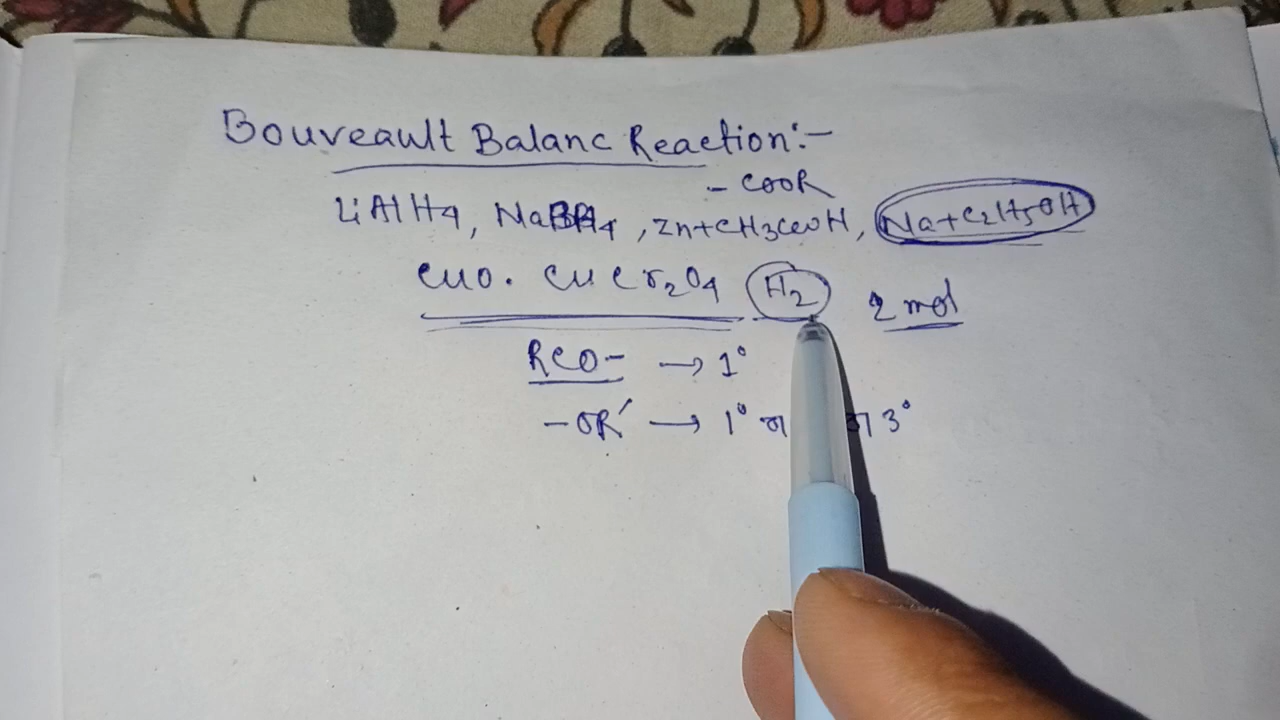 Bouveault Balanc Reaction:-
- COOR
LiAlH4, NaBH4, Zn+CH3COOH, Na+C2H5OH
CuO. CuCr2O4 H2 2 mol
RCO- → 1°
-OR′ → 1° वा वा 3°